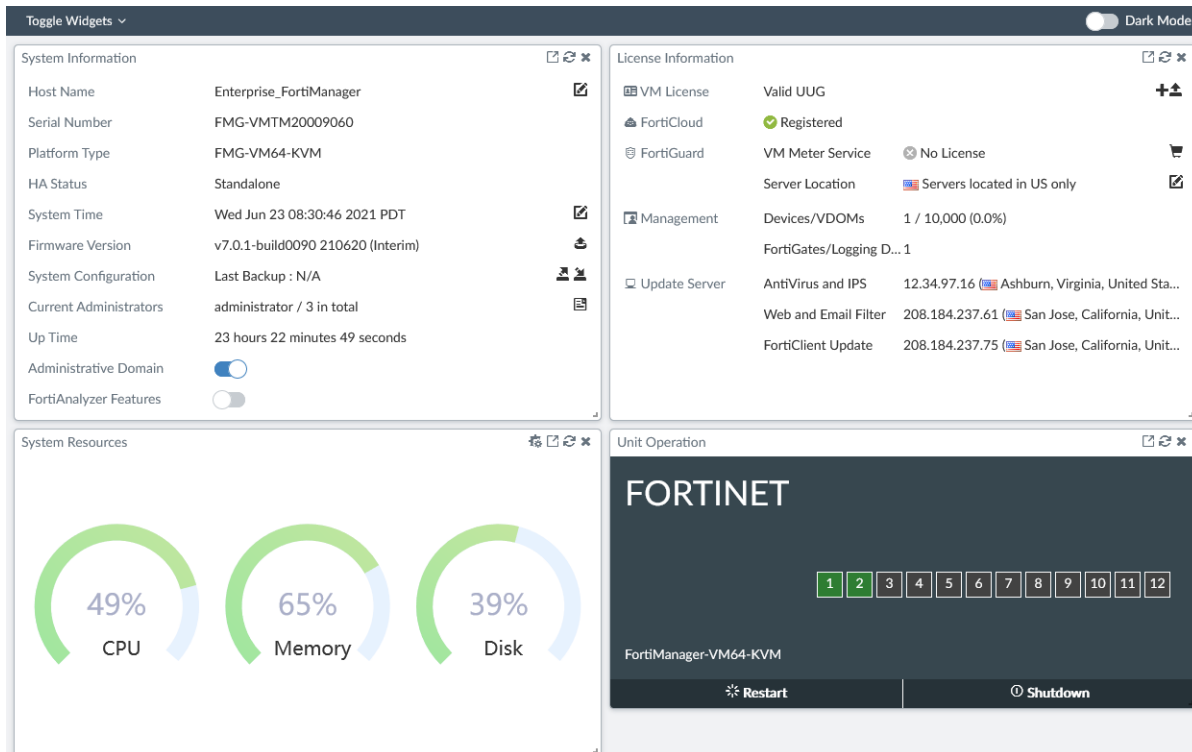 Toggle Widgets
Dark Mode
System Information
Host Name Enterprise_FortiManager
Serial Number FMG-VMTM20009060
Platform Type FMG-VM64-KVM
HA Status Standalone
System Time Wed Jun 23 08:30:46 2021 PDT
Firmware Version v7.0.1-build0090 210620 (Interim)
System Configuration Last Backup : N/A
Current Administrators administrator / 3 in total
Up Time 23 hours 22 minutes 49 seconds
Administrative Domain
FortiAnalyzer Features
License Information
VM License Valid UUG
FortiCloud Registered
FortiGuard VM Meter Service No License
Server Location Servers located in US only
Management Devices/VDOMs 1 / 10,000 (0.0%)
FortiGates/Logging D... 1
Update Server AntiVirus and IPS 12.34.97.16 ( Ashburn, Virginia, United Sta...
Web and Email Filter 208.184.237.61 ( San Jose, California, Unit...
FortiClient Update 208.184.237.75 ( San Jose, California, Unit...
System Resources
49% 65% 39%
CPU Memory Disk
Unit Operation
FORTINET
1 2 3 4 5 6 7 8 9 10 11 12
FortiManager-VM64-KVM
Restart Shutdown